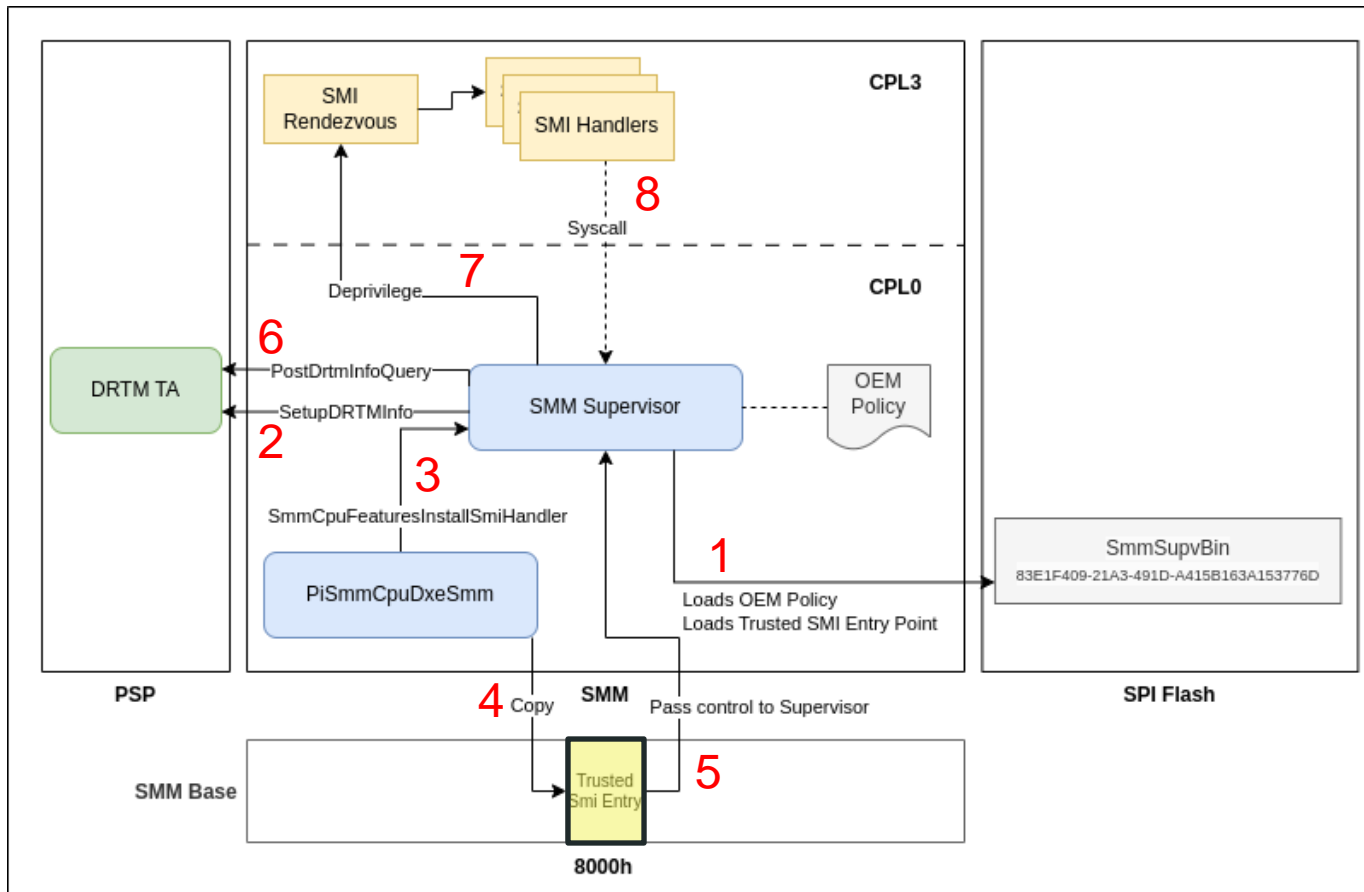 CPL3
SMI
Rendezvous
SMI Handlers
8
Syscall
7
Deprivilege
CPL0
6
PostDrtmInfoQuery
DRTM TA
SetupDRTMInfo
2
SMM Supervisor
OEM
Policy
3
SmmCpuFeaturesInstallSmiHandler
PiSmmCpuDxeSmm
1
Loads OEM Policy
Loads Trusted SMI Entry Point
SmmSupvBin
83E1F409-21A3-491D-A415B163A153776D
PSP
SMM
SPI Flash
4
Copy
Pass control to Supervisor
5
SMM Base
Trusted
Smi Entry
8000h